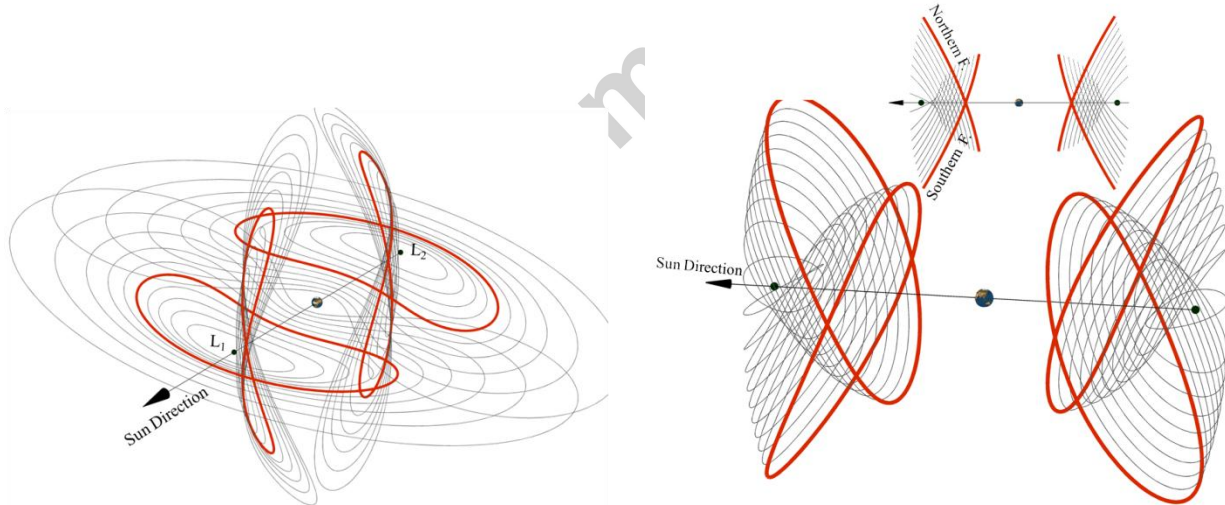 L₂
L₁
Sun Direction
m
Northern F.
Southern F.
Sun Direction